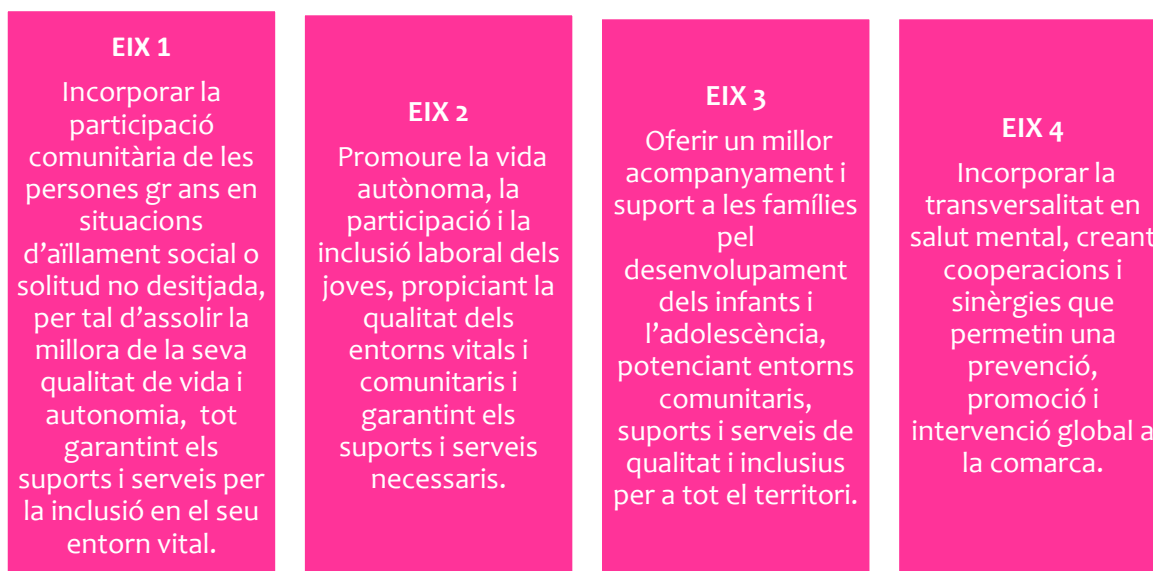 EIX 1
Incorporar la
participació
comunitària de les
persones gr ans en
situacions
d'aïllament social o
solitud no desitjada,
per tal d'assolir la
millora de la seva
qualitat de vida i
autonomia,  tot
garantint els
suports i serveis per
la inclusió en el seu
entorn vital.
EIX 2
Promoure la vida
autònoma, la
participació i la
inclusió laboral dels
joves, propiciant la
qualitat dels
entorns vitals i
comunitaris i
garantint els
suports i serveis
necessaris.
EIX 3
Oferir un millor
acompanyament i
suport a les famílies
pel
desenvolupament
dels infants i
l'adolescència,
potenciant entorns
comunitaris,
suports i serveis de
qualitat i inclusius
per a tot el territori.
EIX 4
Incorporar la
transversalitat en
salut mental, creant
cooperacions i
sinèrgies que
permetin una
prevenció,
promoció i
intervenció global a
la comarca.